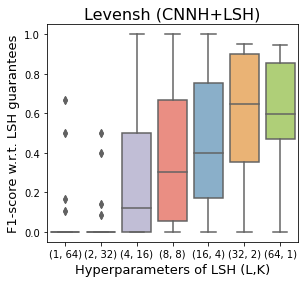 Levensh (CNNH+LSH)
F1-score w.r.t. LSH guarantees
1.0
0.8
0.6
0.4
0.2
0.0
(1, 64) (2, 32) (4, 16) (8, 8) (16, 4) (32, 2) (64, 1)
Hyperparameters of LSH (L,K)